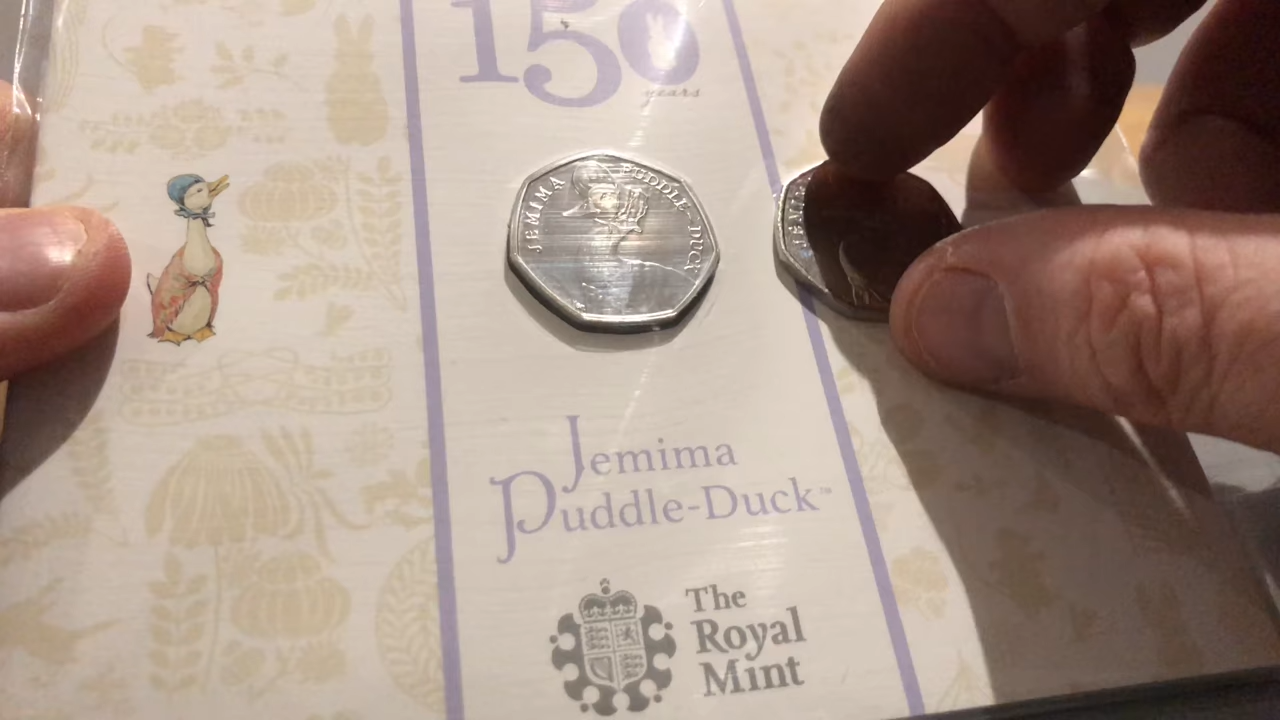 150
years
JEMIMA PUDDLE-DUCK
Jemima
Puddle-Duck™
The
Royal
Mint